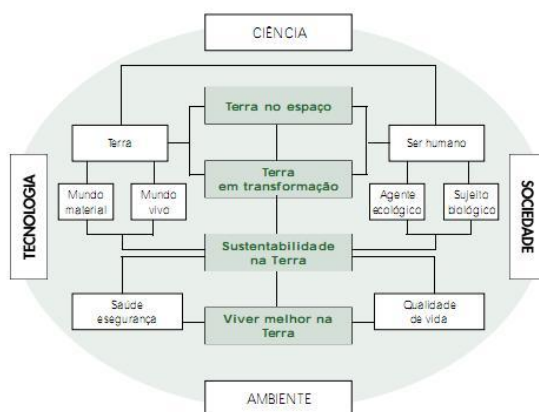 CIÊNCIA
Terra no espaço
Terra
Ser humano
TECNOLOGIA
SOCIEDADE
Terra
em transformação
Mundo
material
Mundo
vivo
Agente
ecológico
Sujeito
biológico
Sustentabilidade
na Terra
Saúde
esegurança
Viver melhor na
Terra
Qualidade
de vida
AMBIENTE